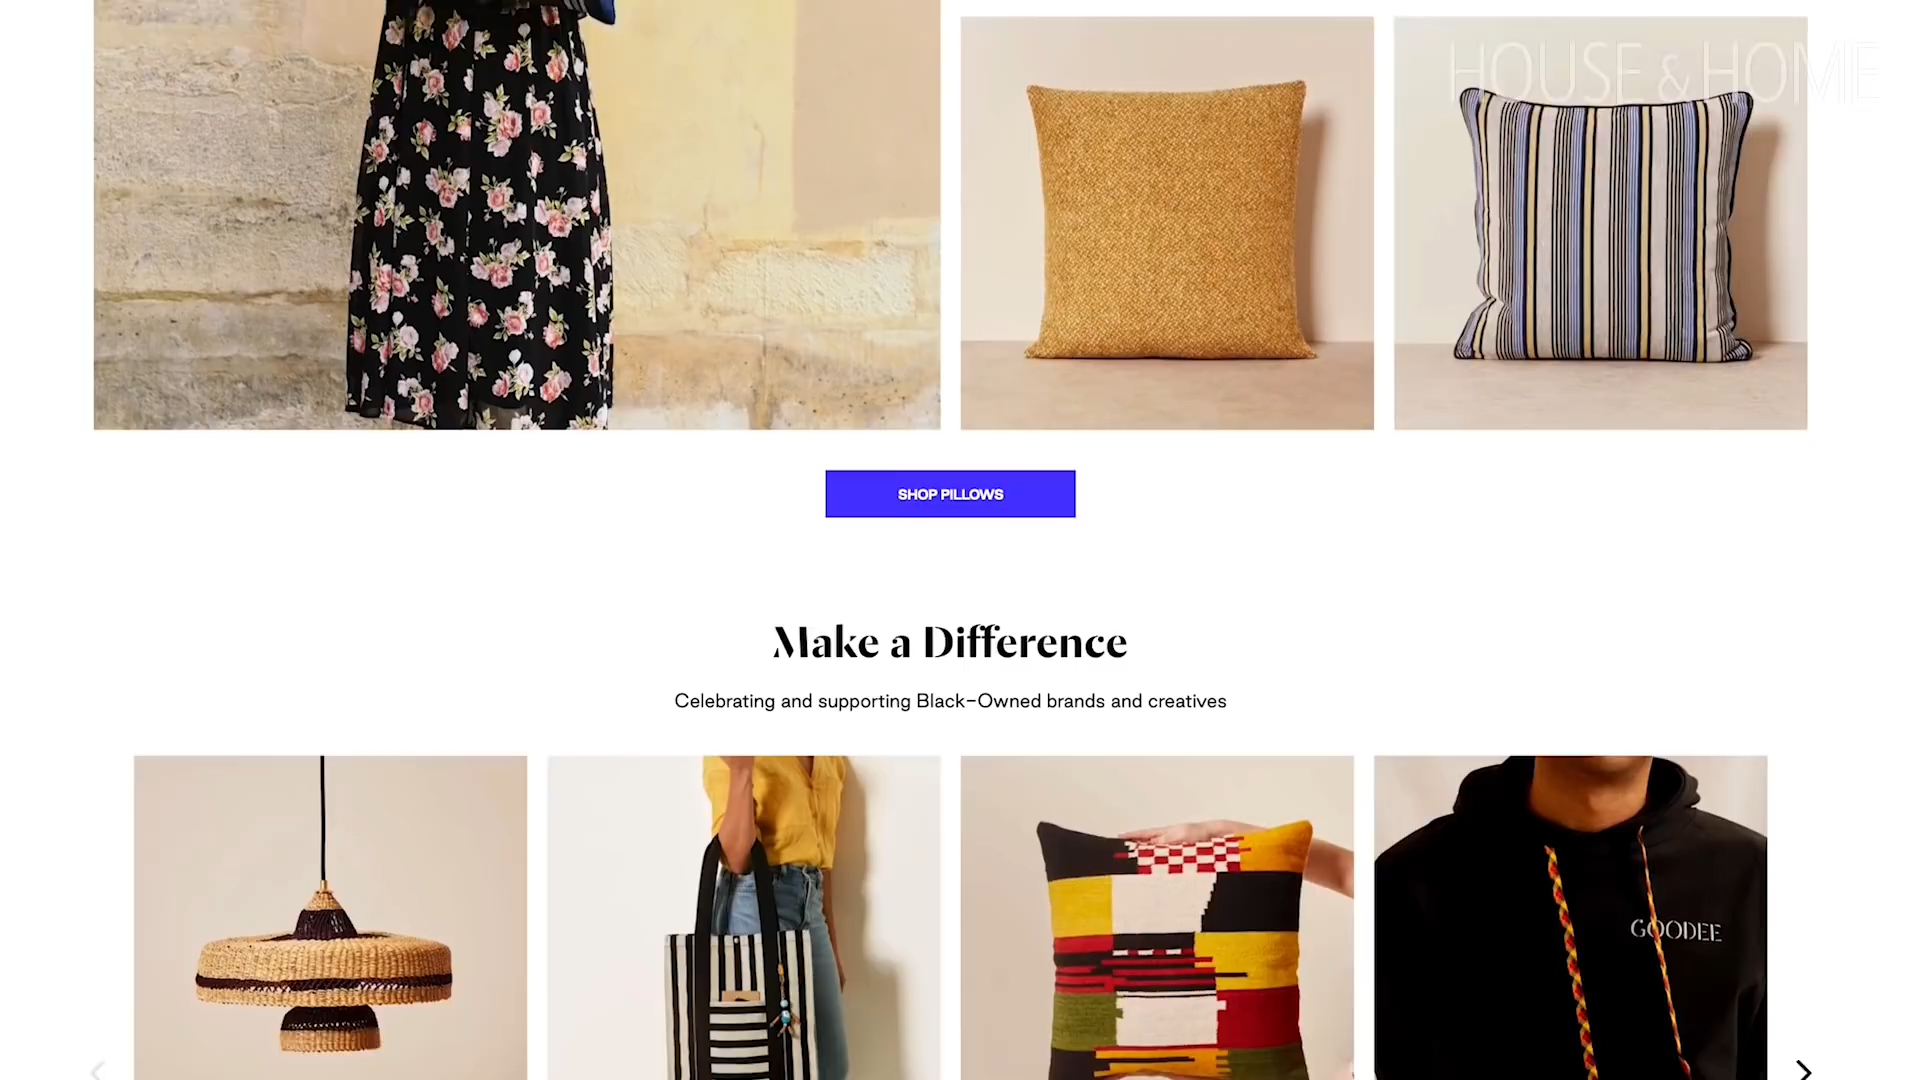 HOUSE & HOME
SHOP PILLOWS
Make a Difference
Celebrating and supporting Black-Owned brands and creatives
GOODEE